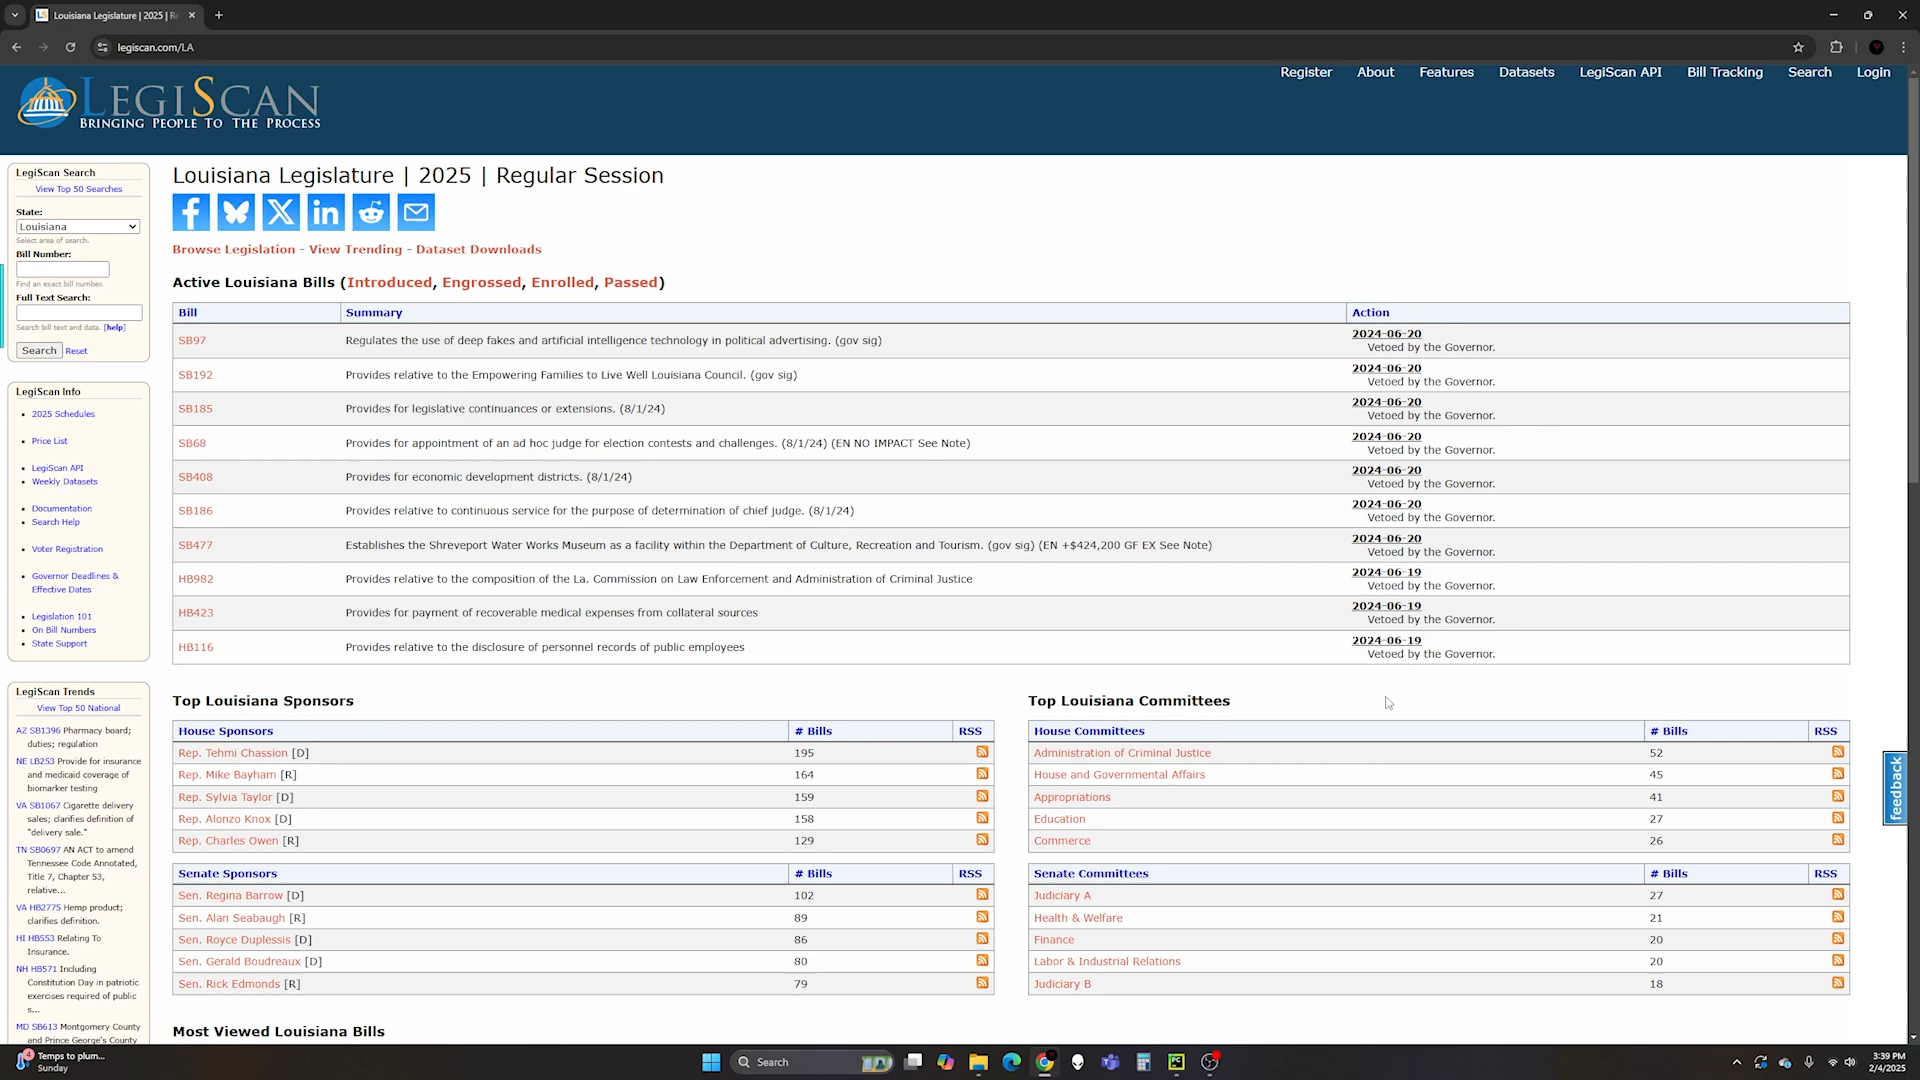 Louisiana Legislature | 2025 | Re
legiscan.com/LA
Register About Features Datasets LegiScan API Bill Tracking Search Login
LEGISCAN
BRINGING PEOPLE TO THE PROCESS
LegiScan Search
View Top 50 Searches
State:
Louisiana
Select area of search.
Bill Number:
Find an exact bill number.
Full Text Search:
Search bill text and data. [help]
Search Reset
LegiScan Info
2025 Schedules
Price List
LegiScan API
Weekly Datasets
Documentation
Search Help
Voter Registration
Governor Deadlines &
Effective Dates
Legislation 101
On Bill Numbers
State Support
LegiScan Trends
View Top 50 National
AZ SB1396 Pharmacy board;
duties; regulation
NE LB253 Provide for insurance
and medicaid coverage of
biomarker testing
VA SB1067 Cigarette delivery
sales; clarifies definition of
"delivery sale."
TN SB0697 AN ACT to amend
Tennessee Code Annotated,
Title 7, Chapter 53,
relative...
VA HB2775 Hemp product;
clarifies definition.
HI HB553 Relating To
Insurance.
NH HB571 Including
Constitution Day in patriotic
exercises required of public
s...
MD SB613 Montgomery County
and Prince George's County
Louisiana Legislature | 2025 | Regular Session
Browse Legislation - View Trending - Dataset Downloads
Active Louisiana Bills (Introduced, Engrossed, Enrolled, Passed)
Bill Summary Action
SB97 Regulates the use of deep fakes and artificial intelligence technology in political advertising. (gov sig) 2024-06-20
Vetoed by the Governor.
SB192 Provides relative to the Empowering Families to Live Well Louisiana Council. (gov sig) 2024-06-20
Vetoed by the Governor.
SB185 Provides for legislative continuances or extensions. (8/1/24) 2024-06-20
Vetoed by the Governor.
SB68 Provides for appointment of an ad hoc judge for election contests and challenges. (8/1/24) (EN NO IMPACT See Note) 2024-06-20
Vetoed by the Governor.
SB408 Provides for economic development districts. (8/1/24) 2024-06-20
Vetoed by the Governor.
SB186 Provides relative to continuous service for the purpose of determination of chief judge. (8/1/24) 2024-06-20
Vetoed by the Governor.
SB477 Establishes the Shreveport Water Works Museum as a facility within the Department of Culture, Recreation and Tourism. (gov sig) (EN +$424,200 GF EX See Note) 2024-06-20
Vetoed by the Governor.
HB982 Provides relative to the composition of the La. Commission on Law Enforcement and Administration of Criminal Justice 2024-06-19
Vetoed by the Governor.
HB423 Provides for payment of recoverable medical expenses from collateral sources 2024-06-19
Vetoed by the Governor.
HB116 Provides relative to the disclosure of personnel records of public employees 2024-06-19
Vetoed by the Governor.
Top Louisiana Sponsors
House Sponsors # Bills RSS
Rep. Tehmi Chassion [D] 195
Rep. Mike Bayham [R] 164
Rep. Sylvia Taylor [D] 159
Rep. Alonzo Knox [D] 158
Rep. Charles Owen [R] 129
Senate Sponsors # Bills RSS
Sen. Regina Barrow [D] 102
Sen. Alan Seabaugh [R] 89
Sen. Royce Duplessis [D] 86
Sen. Gerald Boudreaux [D] 80
Sen. Rick Edmonds [R] 79
Top Louisiana Committees
House Committees # Bills RSS
Administration of Criminal Justice 52
House and Governmental Affairs 45
Appropriations 41
Education 27
Commerce 26
Senate Committees # Bills RSS
Judiciary A 27
Health & Welfare 21
Finance 20
Labor & Industrial Relations 20
Judiciary B 18
Most Viewed Louisiana Bills
feedback
4
Temps to plum...
Sunday
Search
3:39 PM
2/4/2025